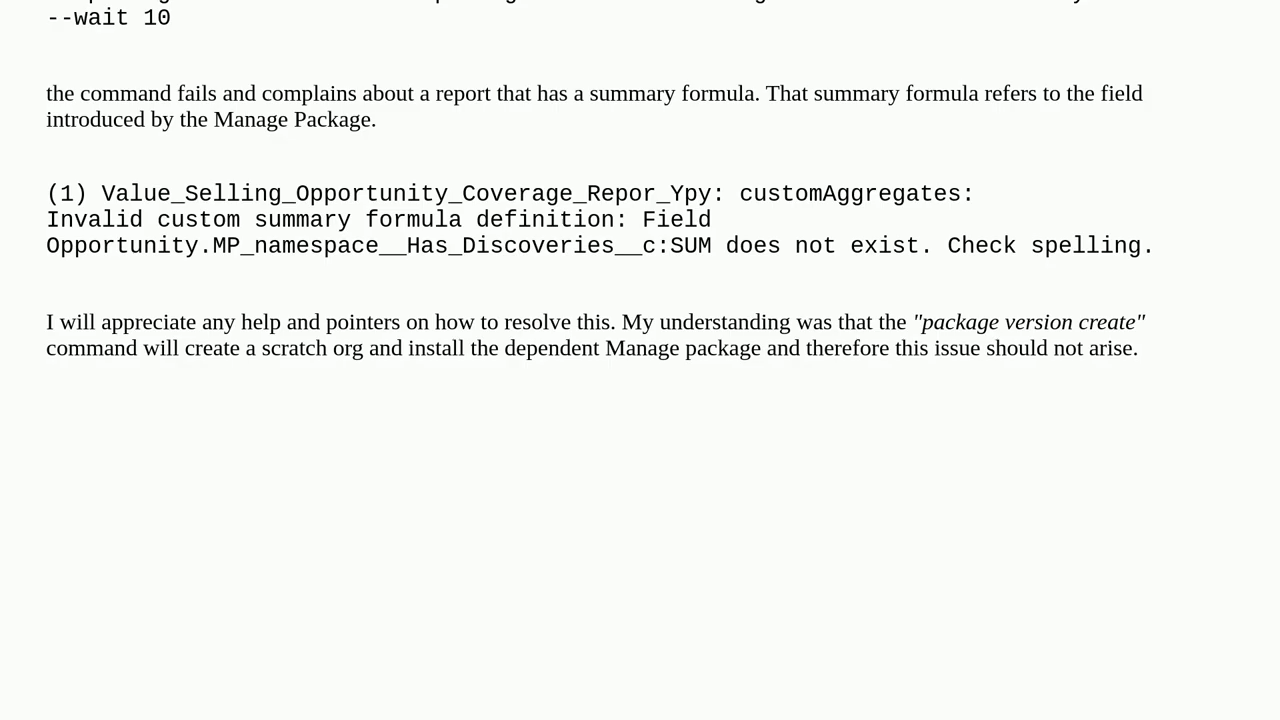 --wait 10
the command fails and complains about a report that has a summary formula. That summary formula refers to the field
introduced by the Manage Package.
(1) Value_Selling_Opportunity_Coverage_Repor_Ypy: customAggregates:
Invalid custom summary formula definition: Field
Opportunity.MP_namespace__Has_Discoveries__c:SUM does not exist. Check spelling.
I will appreciate any help and pointers on how to resolve this. My understanding was that the "package version create"
command will create a scratch org and install the dependent Manage package and therefore this issue should not arise.